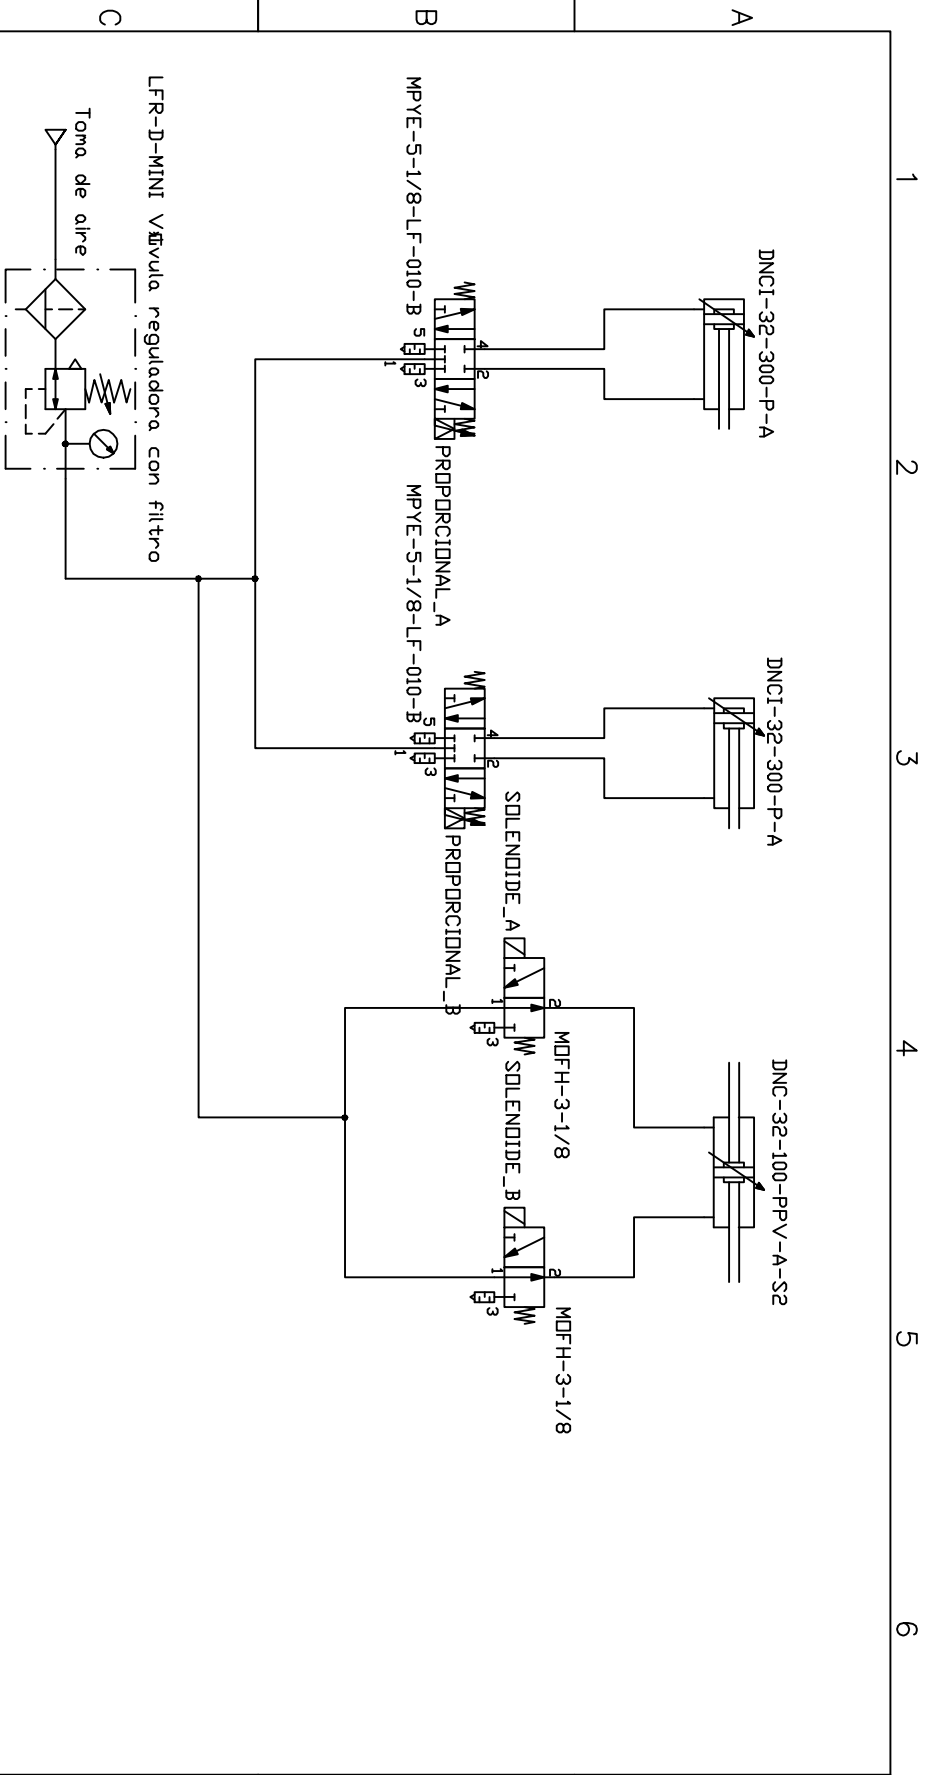 1
2
3
4
5
6
A
B
C
DNCI-32-300-P-A
DNCI-32-300-P-A
DNC-32-100-PPV-A-S2
4
2
5
3
1
MPYE-5-1/8-LF-010-B
PROPORCIONAL_A
4
2
5
3
1
MPYE-5-1/8-LF-010-B
PROPORCIONAL_B
SOLENOIDE_A
2
1
3
MOFH-3-1/8
SOLENOIDE_B
2
1
3
MOFH-3-1/8
LFR-D-MINI reguladora con filtro
Toma de aire